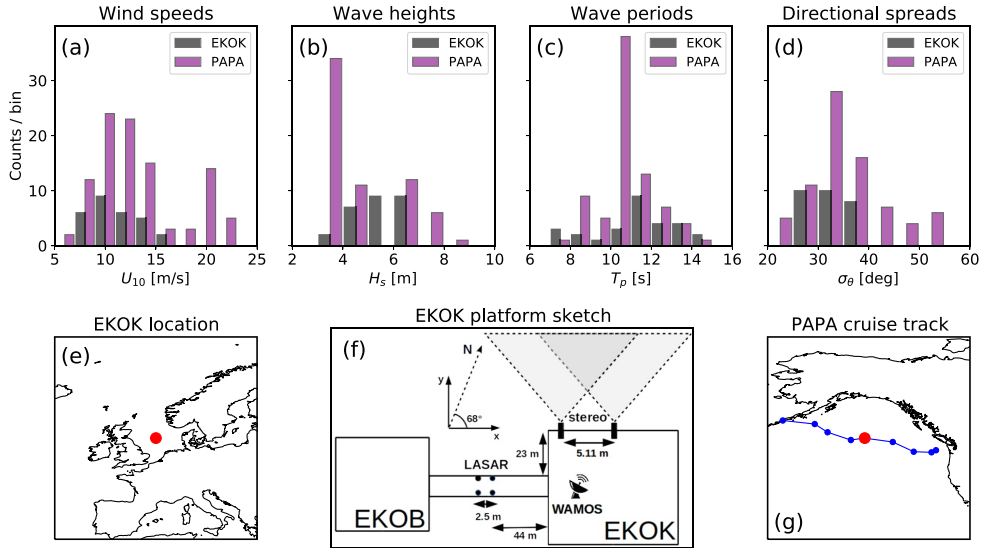 Wind speeds
Wave heights
Wave periods
Directional spreads
(a)
EKOK
PAPA
(b)
EKOK
PAPA
(c)
EKOK
PAPA
(d)
EKOK
PAPA
Counts / bin
30
20
10
0
5 10 15 20 25
2 4 6 8 10
6 8 10 12 14 16
20 30 40 50 60
U10 [m/s]
Hs [m]
Tp [s]
σθ [deg]
EKOK location
EKOK platform sketch
PAPA cruise track
(e)
(f)
N
y
68°
x
stereo
5.11 m
23 m
LASAR
2.5 m
WAMOS
EKOB
44 m
EKOK
(g)